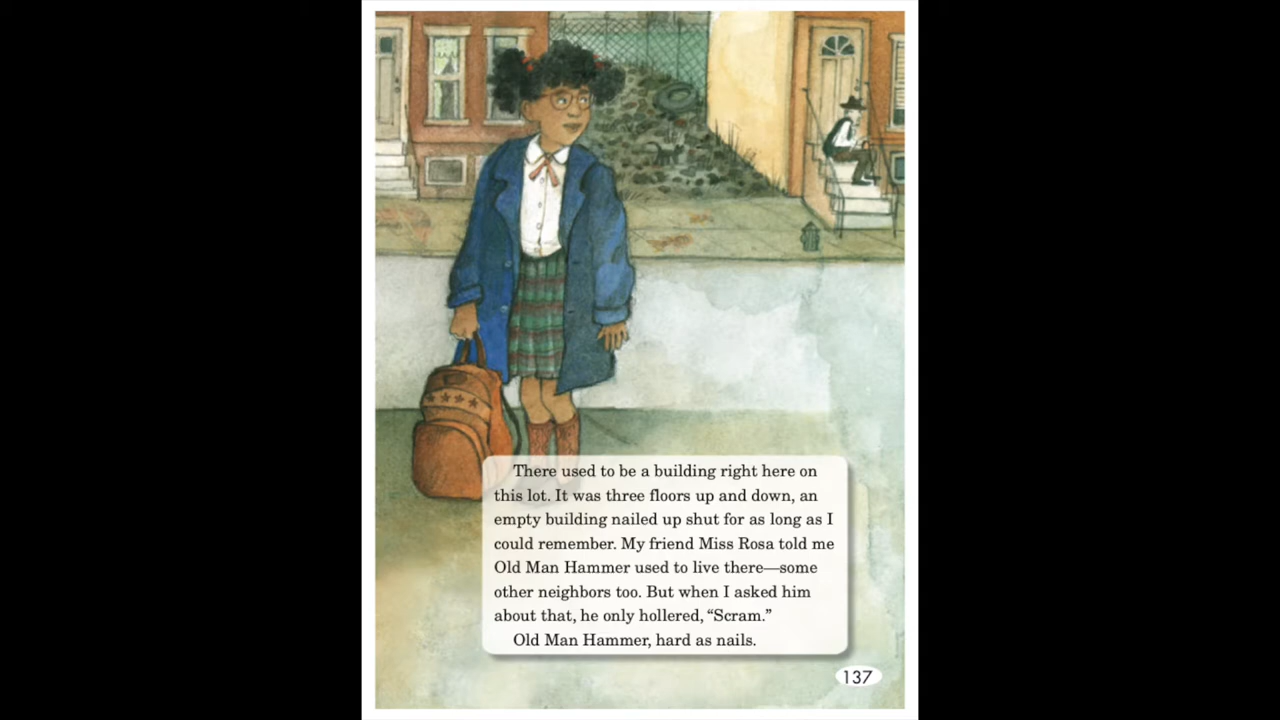 There used to be a building right here on
this lot. It was three floors up and down, an
empty building nailed up shut for as long as I
could remember. My friend Miss Rosa told me
Old Man Hammer used to live there—some
other neighbors too. But when I asked him
about that, he only hollered, “Scram.”
Old Man Hammer, hard as nails.
137